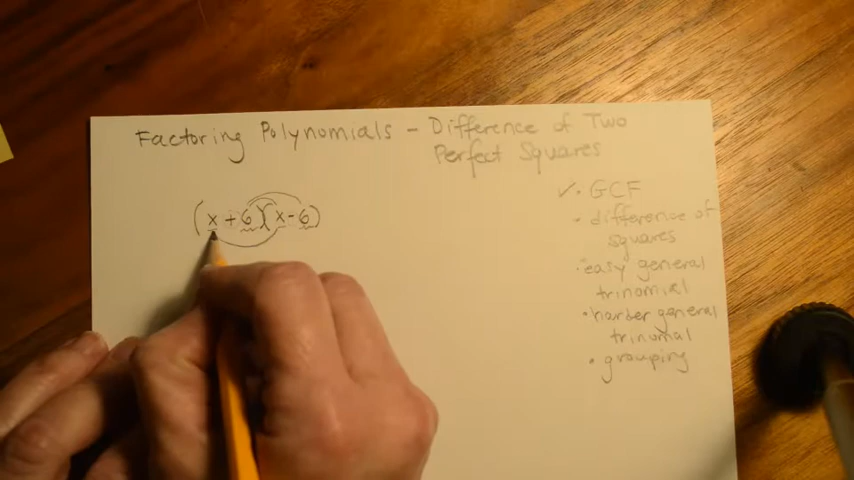 Factoring Polynomials - Difference of Two
Perfect Squares
(x + 6)(x - 6)
✓ • GCF
• difference of
squares
• easy general
trinomial
• harder general
trinomal
• grouping